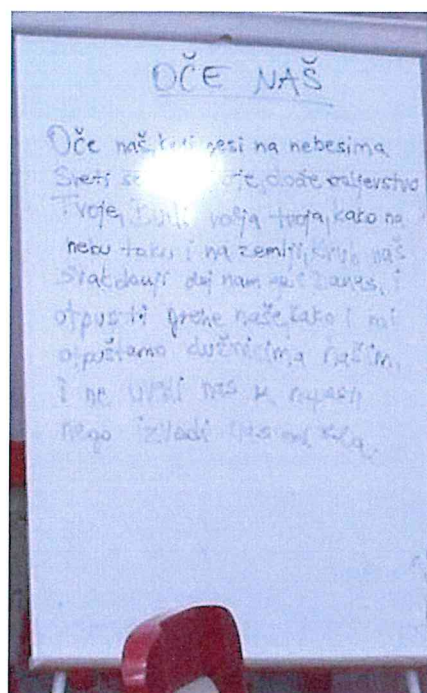 OČE NAŠ
Oče naš, koji jesi na nebesima
Sveti se dođe
Tvoje, Budi volja tvoja, kako na
nebu tako i na zemlji, kruh naš
daj nam danas, i
otpusti naše, kako i mi
otpuštamo dužnicima našim,
I ne uvedi nas u napast
nego izbavi nas od zla.